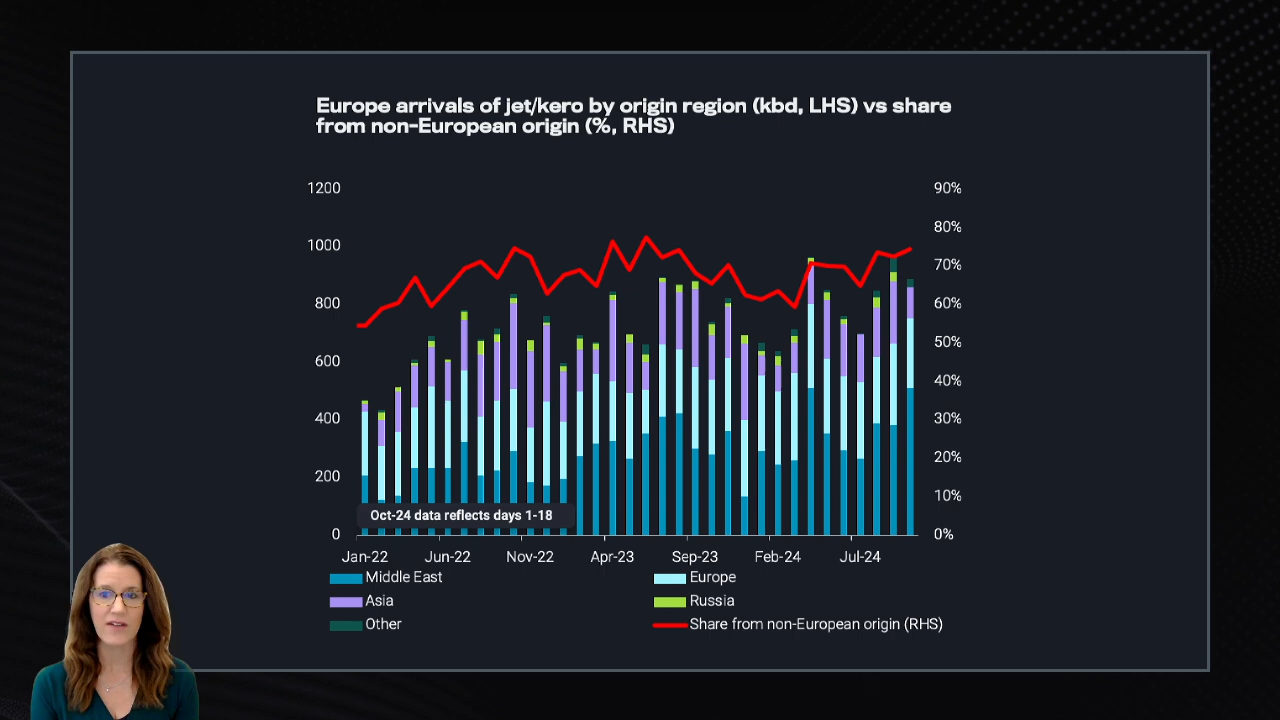 Europe arrivals of jet/kero by origin region (kbd, LHS) vs share
from non-European origin (%, RHS)
1200
1000
800
600
400
200
0
90%
80%
70%
60%
50%
40%
30%
20%
10%
0%
Oct-24 data reflects days 1-18
Jan-22 Jun-22 Nov-22 Apr-23 Sep-23 Feb-24 Jul-24
Middle East
Europe
Asia
Russia
Other
Share from non-European origin (RHS)